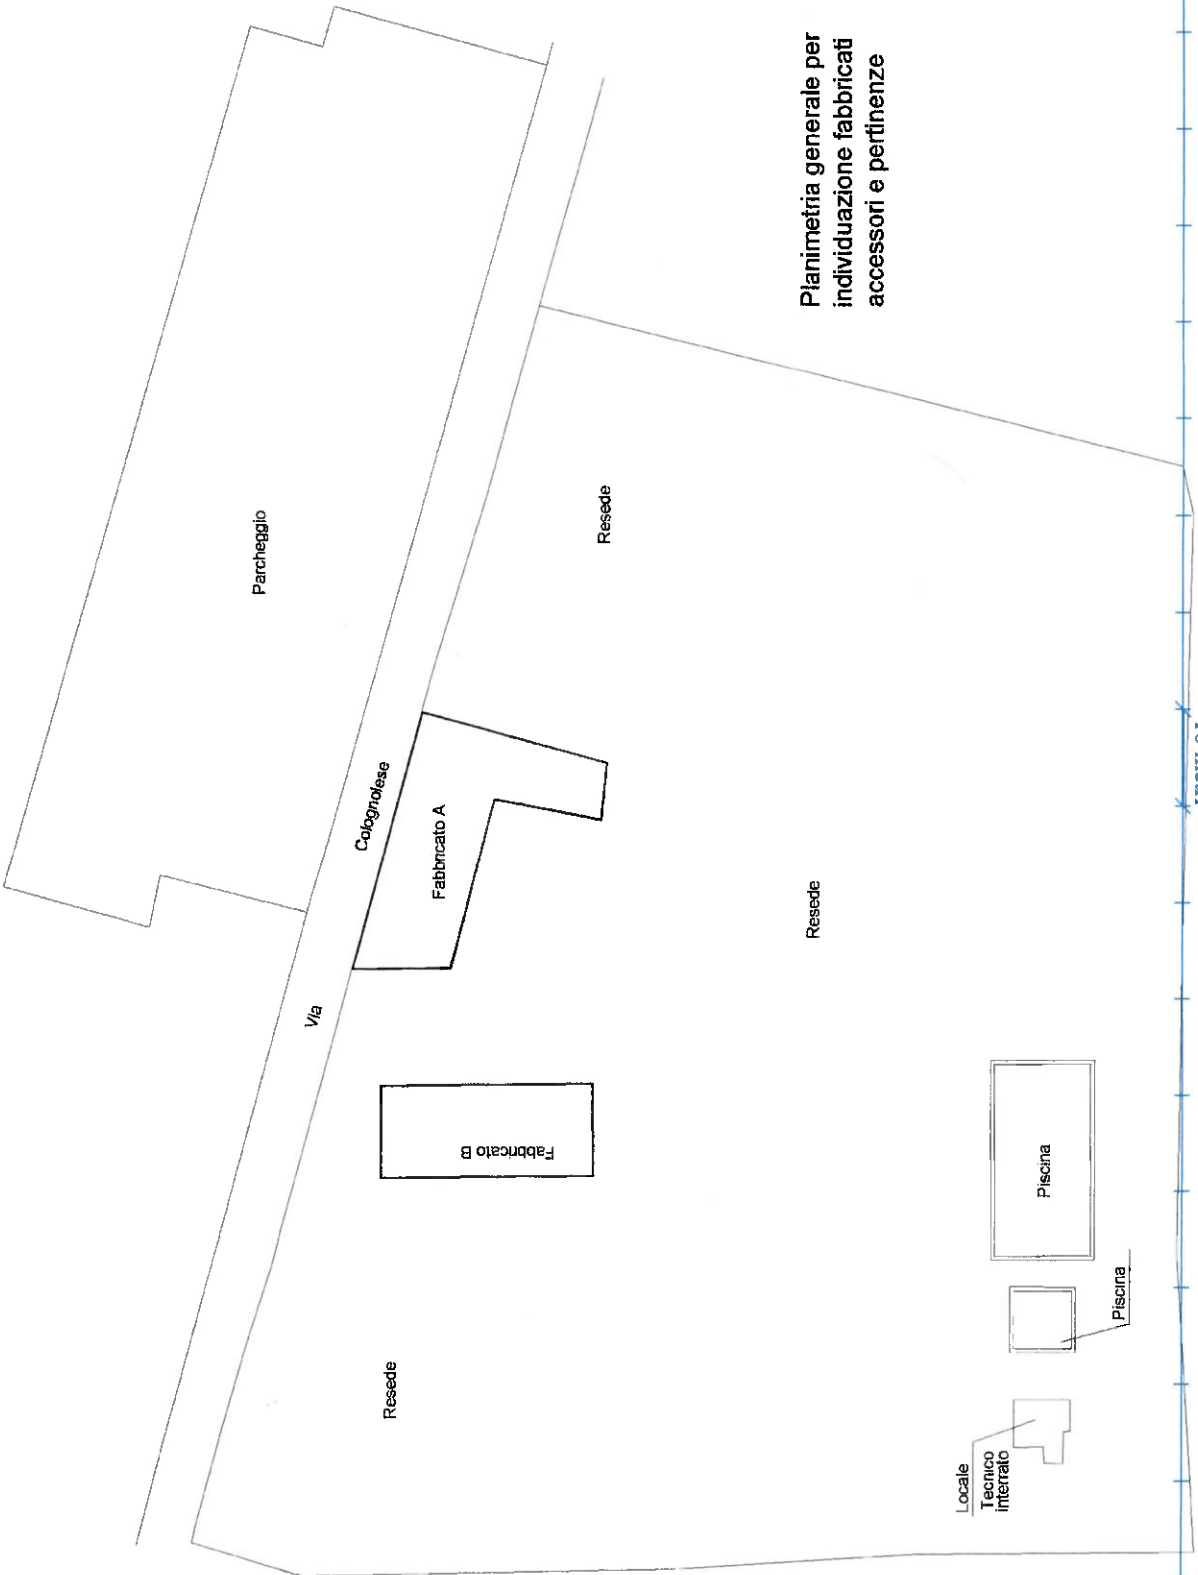 Planimetria generale per
individuazione fabbricati
accessori e pertinenze
Parcheggio
Resede
Via
Colognolese
Fabbricato A
Resede
Fabbricato B
Resede
Piscina
Piscina
Locale
Tecnico
interrato